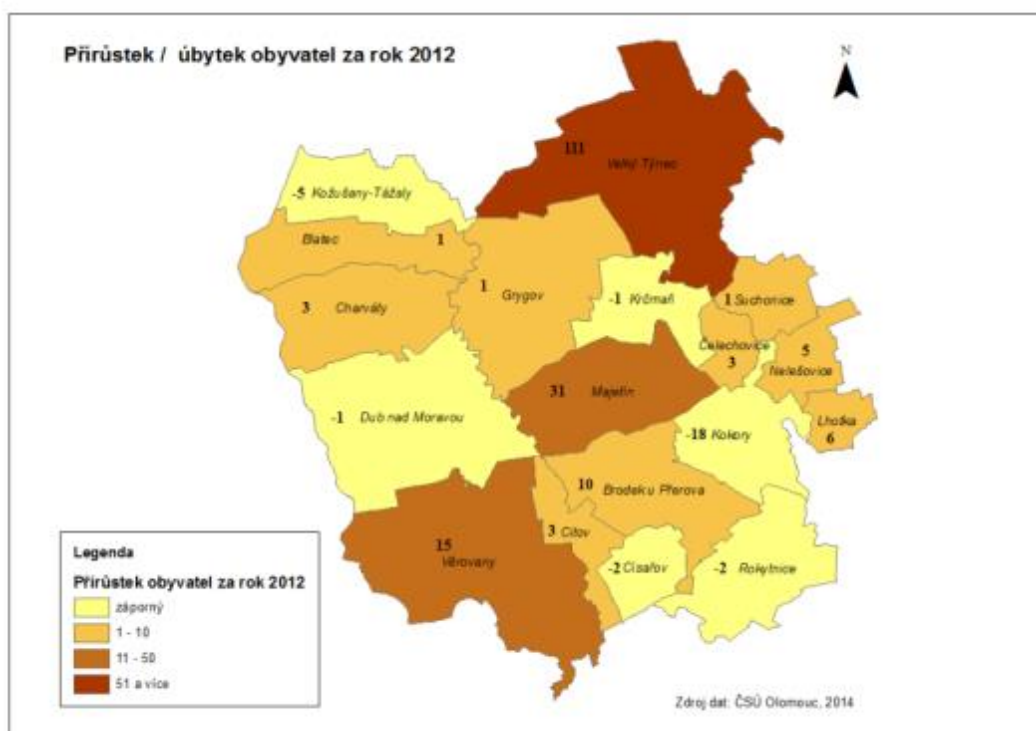 Přírůstek / úbytek obyvatel za rok 2012
N
111
Velký Týnec
-5 Kožušany-Tážaly
Blatec 1
1 Grygov
3 Charváty
-1 Krčmaň
1 Suchonice
Čelechovice
3
5
Nelešovice
31 Majetín
-1 Dub nad Moravou
Lhotka
6
-18 Kokory
10 Brodek u Přerova
3 Citov
15
Věrovany
-2 Císařov
-2 Rokytnice
Legenda
Přírůstek obyvatel za rok 2012
záporný
1 - 10
11 - 50
51 a více
Zdroj dat: ČSÚ Olomouc, 2014